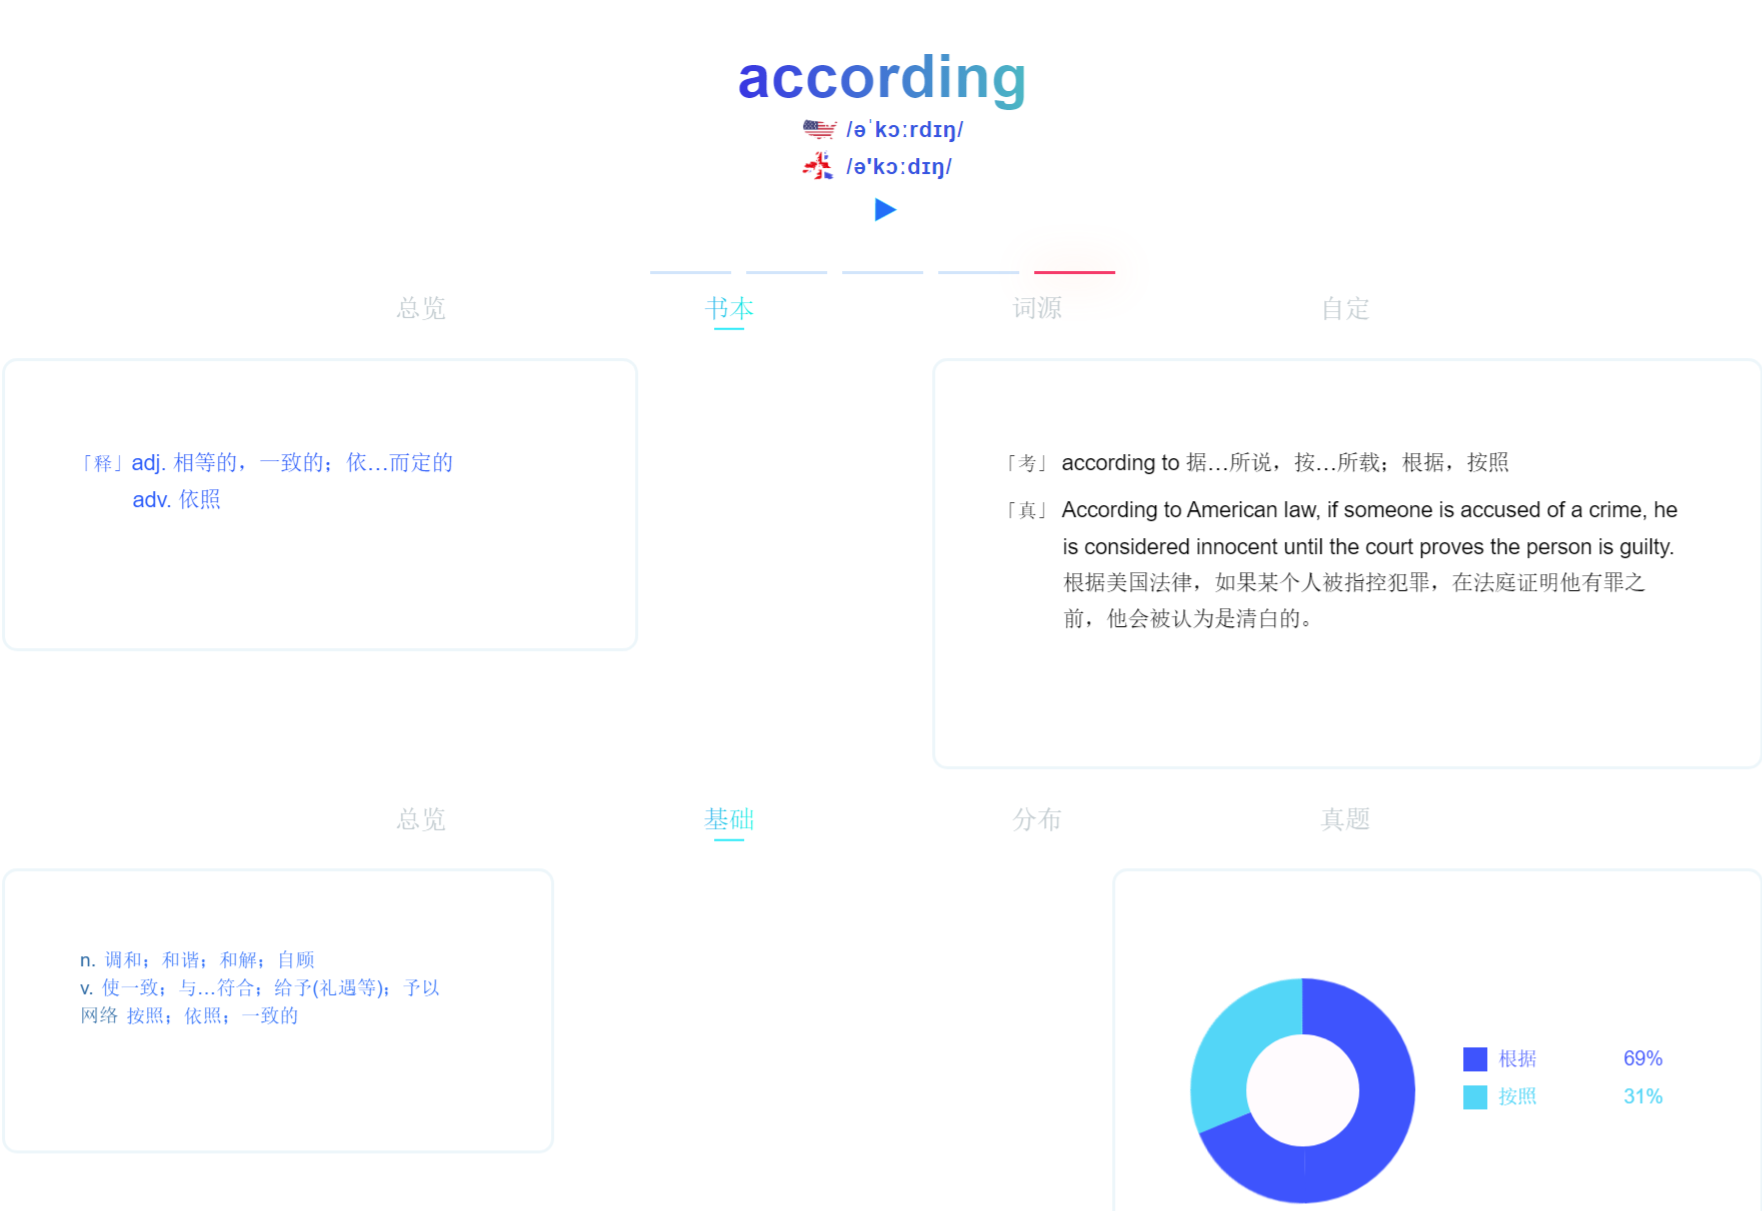 according
/əˈkɔːrdɪŋ/
/ə'kɔːdɪŋ/
总览 书本 词源 自定
「释」adj. 相等的，一致的；依…而定的
adv. 依照
「考」 according to 据…所说，按…所载；根据，按照
「真」 According to American law, if someone is accused of a crime, he
is considered innocent until the court proves the person is guilty.
根据美国法律，如果某个人被指控犯罪，在法庭证明他有罪之
前，他会被认为是清白的。
总览 基础 分布 真题
n. 调和；和谐；和解；自顾
v. 使一致；与…符合；给予(礼遇等)；予以
网络 按照；依照；一致的
根据 69%
按照 31%